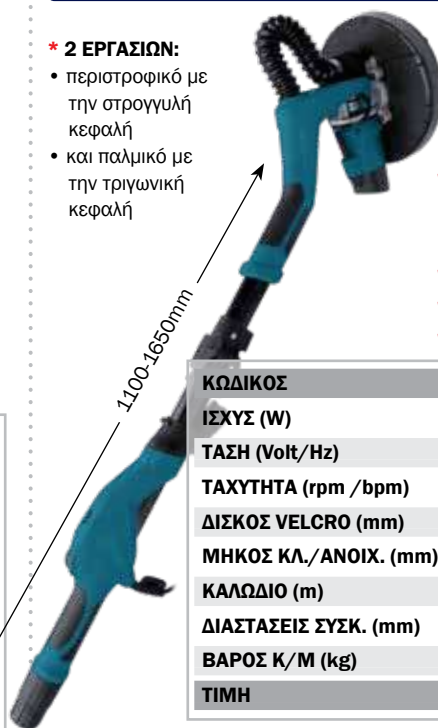 * 2 ΕΡΓΑΣΙΩΝ:
• περιστροφικό με
την στρογγυλή
κεφαλή
• και παλμικό με
την τριγωνική
κεφαλή
1100-1650mm
ΚΩΔΙΚΟΣ
ΙΣΧΥΣ (W)
ΤΑΣΗ (Volt/Hz)
ΤΑΧΥΤΗΤΑ (rpm /bpm)
ΔΙΣΚΟΣ VELCRO (mm)
ΜΗΚΟΣ ΚΛ./ΑΝΟΙΧ. (mm)
ΚΑΛΩΔΙΟ (m)
ΔΙΑΣΤΑΣΕΙΣ ΣΥΣΚ. (mm)
ΒΑΡΟΣ Κ/Μ (kg)
ΤΙΜΗ